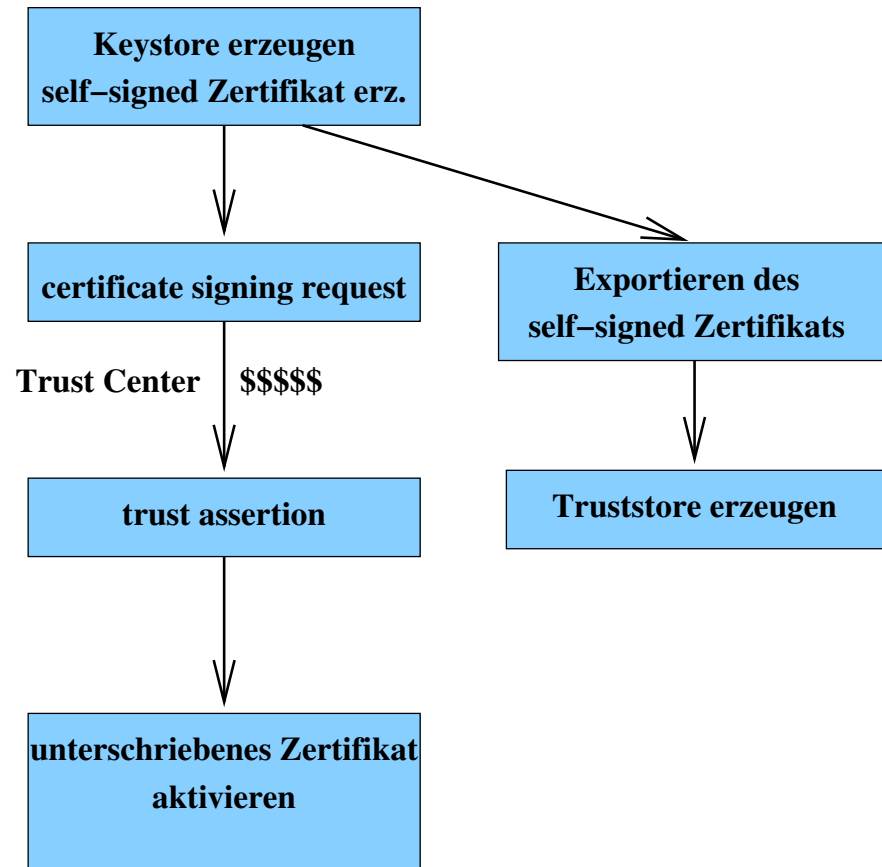 Keystore erzeugen
self−signed Zertifikat erz.
certificate signing request
Exportieren des
self−signed Zertifikats
Trust Center $$$$$
trust assertion
Truststore erzeugen
unterschriebenes Zertifikat
aktivieren